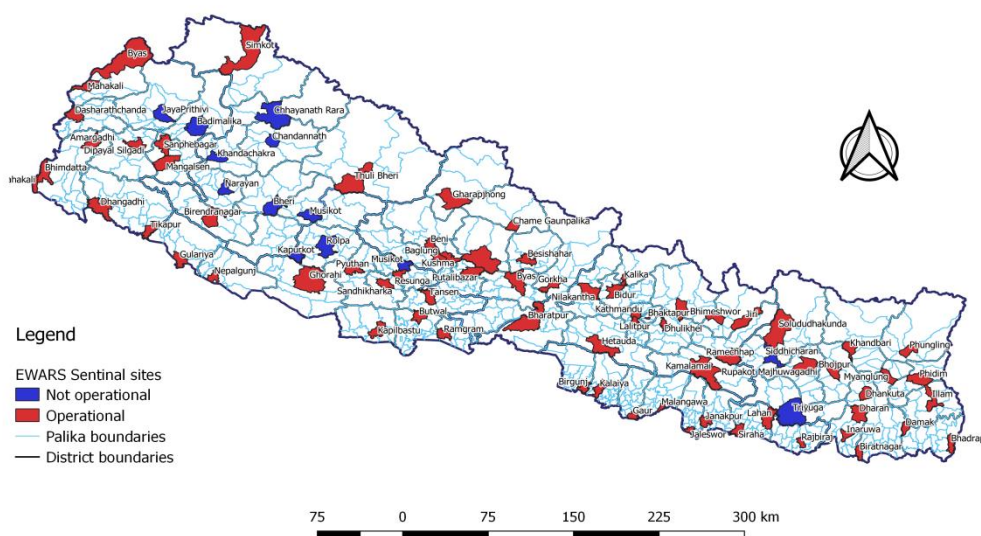 Simkot
Byas
Mahakali
Dasharathchanda
JayaPrithivi
Chhayanath Rara
Badimalika
Chandannath
Amargadhi
Sanphebagar
Dipayal Silgadi
Khandachakra
Mangalsen
Bhimdatta
Thuli Bheri
Narayan
Gharapjhong
Dhangadhi
Bheri
Birendranagar
Musikot
Chame Gaunpalika
Tikapur
Rolpa
Beni
Kapurkot
Baglung
Besishahar
Gulariya
Pyuthan
Musikot
Kushma
Nepalgunj
Ghorahi
Resunga
Putalibazar
Byas
Gorkha
Kalika
Sandhikharka
Tansen
Nilakantha
Bidur
Butwal
Bharatpur
Kathmandu
Bhaktapur
Bhimeshwor
Jiri
Lalitpur
Dhulikhel
Solududhakunda
Kapilbastu
Ramgram
Hetauda
Siddhicharan
Khandbari
Phungling
Ramechhap
Kamalamai
Rupakot
Majhuwagadhi
Bhojpur
Myanglung
Phidim
Birgunj
Kalaiya
Dhankuta
Illam
Malangawa
Gaur
Janakpur
Lahan
Triyuga
Dharan
Jaleswor
Siraha
Rajbiraj
Inaruwa
Damak
Biratnagar
Bhadrap
Legend
EWARS Sentinal sites
Not operational
Operational
Palika boundaries
District boundaries
75 0 75 150 225 300 km